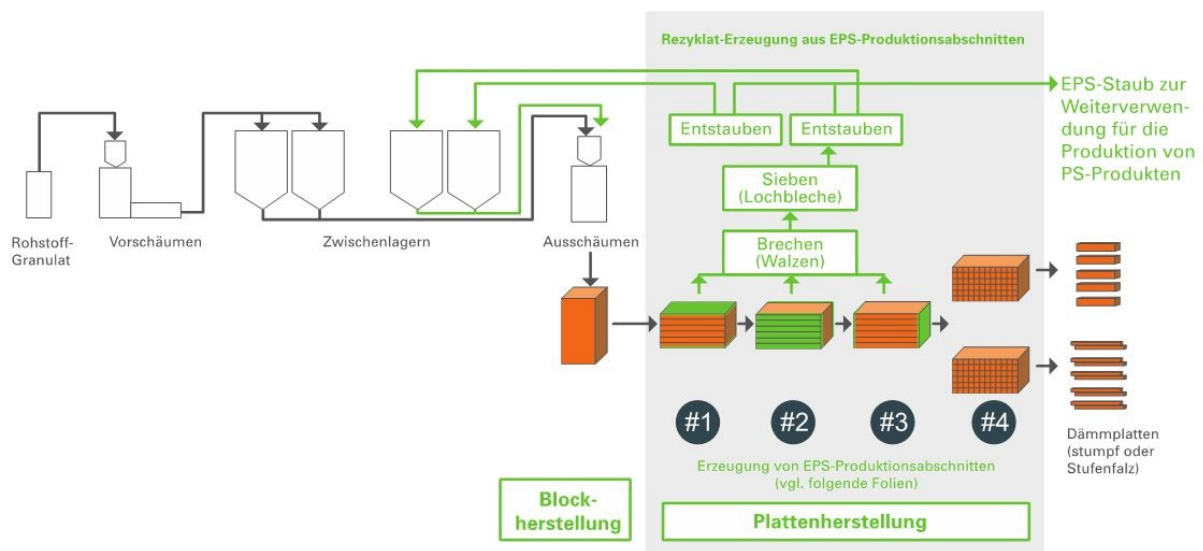 Rezyklat-Erzeugung aus EPS-Produktionsabschnitten
EPS-Staub zur
Weiterverwen-
dung für die
Produktion von
PS-Produkten
Entstauben
Entstauben
Sieben
(Lochbleche)
Brechen
(Walzen)
Rohstoff-
Granulat
Vorschäumen
Zwischenlagern
Ausschäumen
#1
#2
#3
#4
Dämmplatten
(stumpf oder
Stufenfalz)
Erzeugung von EPS-Produktionsabschnitten
(vgl. folgende Folien)
Block-
herstellung
Plattenherstellung